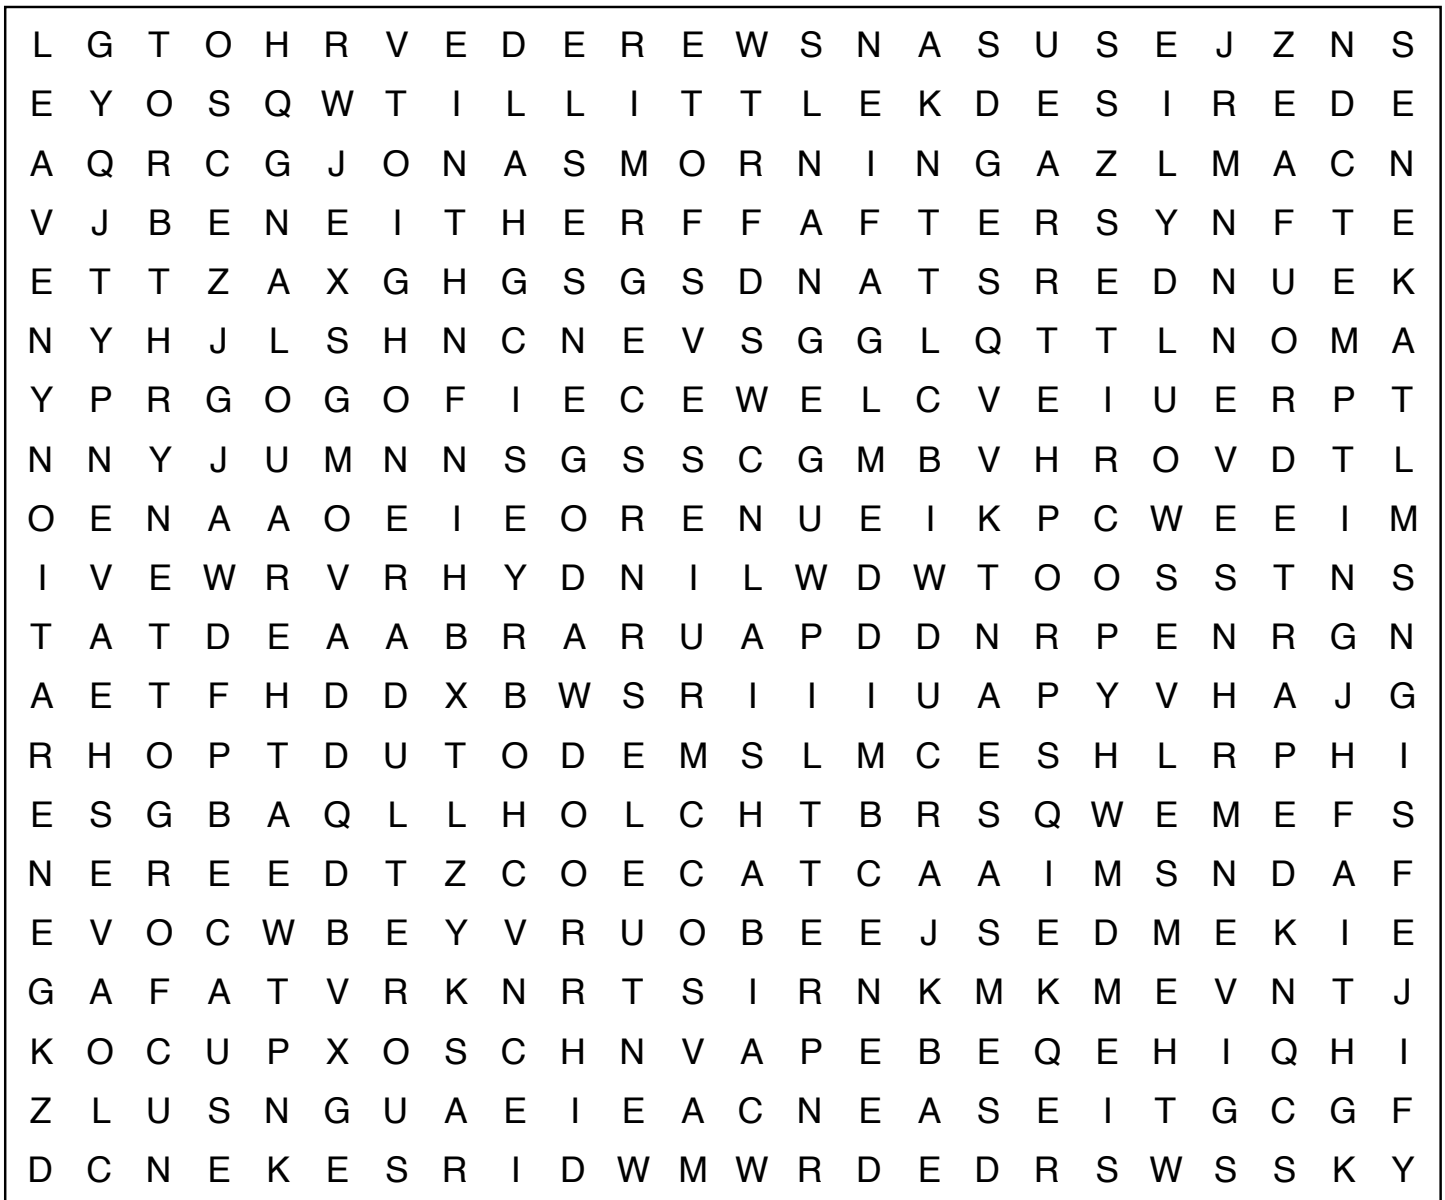 L G T O H R V E D E R E W S N A S U S E J Z N S
E Y O S Q W T I L L I T T L E K D E S I R E D E
A Q R C G J O N A S M O R N I N G A Z L M A C N
V J B E N E I T H E R F F A F T E R S Y N F T E
E T T Z A X G H G S G S D N A T S R E D N U E K
N Y H J L S H N C N E V S G G L Q T T L N O M A
Y P R G O G O F I E C E W E L C V E I U E R P T
N N Y J U M N N S G S S C G M B V H R O V D T L
O E N A A O E I E O R E N U E I K P C W E E I M
I V E W R V R H Y D N I L W D W T O O S S T N S
T A T D E A A B R A R U A P D D N R P E N R G N
A E T F H D D X B W S R I I I U A P Y V H A J G
R H O P T D U T O D E M S L M C E S H L R P H I
E S G B A Q L L H O L C H T B R S Q W E M E F S
N E R E E D T Z C O E C A T C A A I M S N D A F
E V O C W B E Y V R U O B E E J S E D M E K I E
G A F A T V R K N R T S I R N K M K M E V N T J
K O C U P X O S C H N V A P E B E Q E H I Q H I
Z L U S N G U A E I E A C N E A S E I T G C G F
D C N E K E S R I D W M W R D E D R S W S S K Y